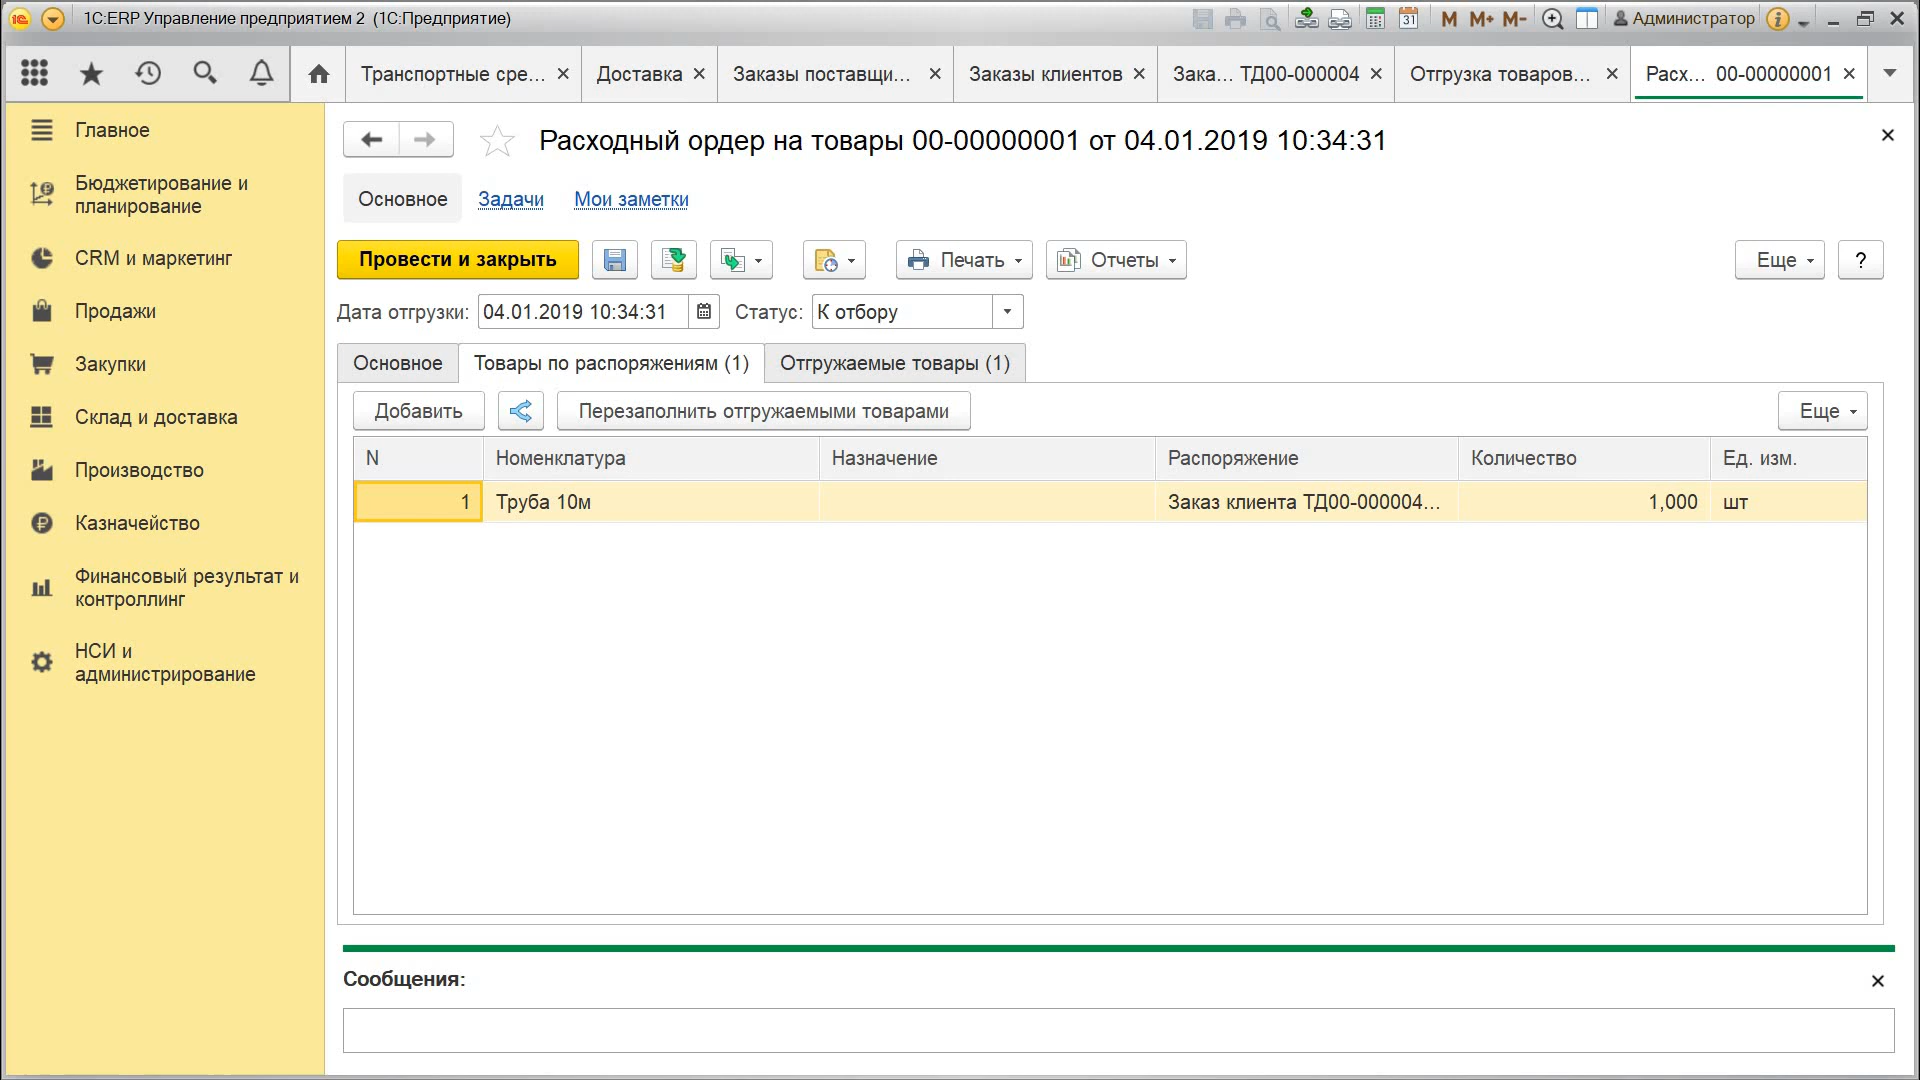 1С:ERP Управление предприятием 2 (1С:Предприятие)
M M+ M- Администратор
Транспортные сре... Доставка Заказы поставщи... Заказы клиентов Зака... ТД00-000004 Отгрузка товаров... Расх... 00-00000001
Главное
Бюджетирование и
планирование
CRM и маркетинг
Продажи
Закупки
Склад и доставка
Производство
Казначейство
Финансовый результат и
контроллинг
НСИ и
администрирование
Расходный ордер на товары 00-00000001 от 04.01.2019 10:34:31
Основное Задачи Мои заметки
Провести и закрыть Печать Отчеты Еще ?
Дата отгрузки: 04.01.2019 10:34:31 Статус: К отбору
Основное Товары по распоряжениям (1) Отгружаемые товары (1)
Добавить Перезаполнить отгружаемыми товарами Еще
N Номенклатура Назначение Распоряжение Количество Ед. изм.
1 Труба 10м Заказ клиента ТД00-000004... 1,000 шт
Сообщения: